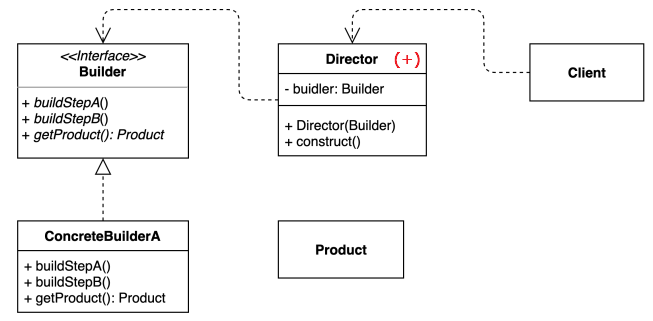 <<Interface>>
Builder
+ buildStepA()
+ buildStepB()
+ getProduct(): Product
Director (+)
- buidler: Builder
+ Director(Builder)
+ construct()
Client
ConcreteBuilderA
+ buildStepA()
+ buildStepB()
+ getProduct(): Product
Product